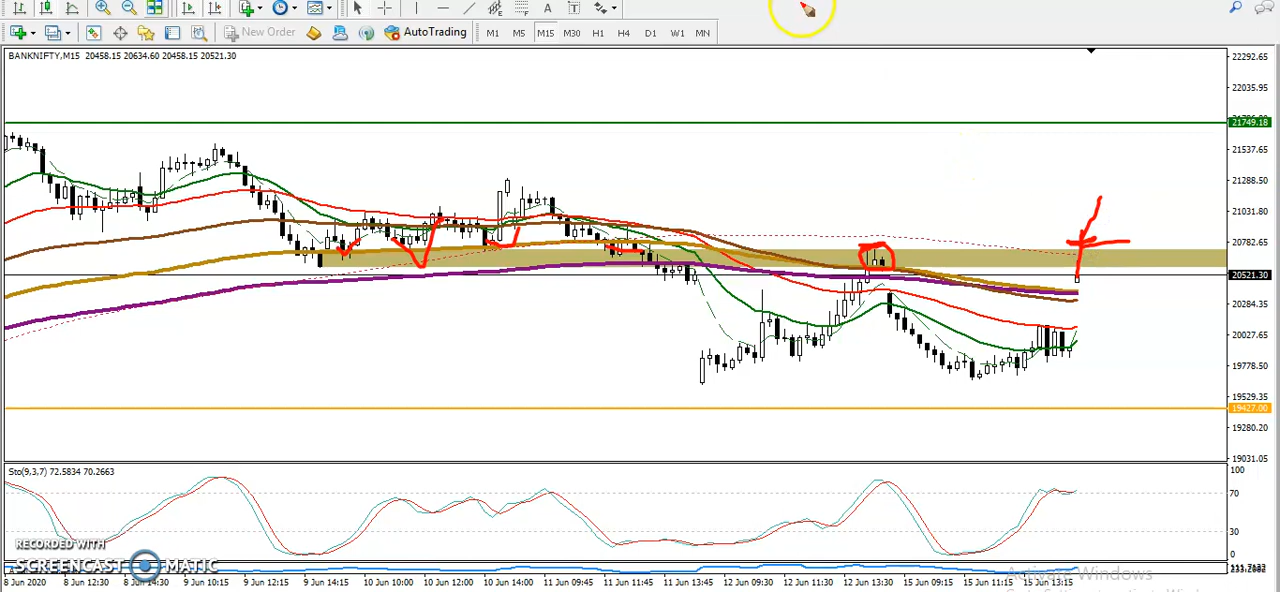 A T
New Order
AutoTrading
M1 M5 M15 M30 H1 H4 D1 W1 MN
BANKNIFTY,M15 20458.15 20634.60 20458.15 20521.30
22292.65
22035.95
21749.18
21537.65
21288.50
21031.80
20782.65
20521.30
20284.35
20027.65
19778.50
19529.35
19427.00
19280.20
19031.05
Sto(9,3,7) 72.5834 70.2663
100
70
30
0
RECORDED WITH
SCREENCAST MATIC
Activate Windows
8 Jun 2020 8 Jun 12:30 9 Jun 10:15 9 Jun 12:15 9 Jun 14:15 10 Jun 10:00 10 Jun 12:00 10 Jun 14:00 11 Jun 09:45 11 Jun 11:45 11 Jun 13:45 12 Jun 09:30 12 Jun 11:30 12 Jun 13:30 15 Jun 09:15 15 Jun 11:15 15 Jun 13:15